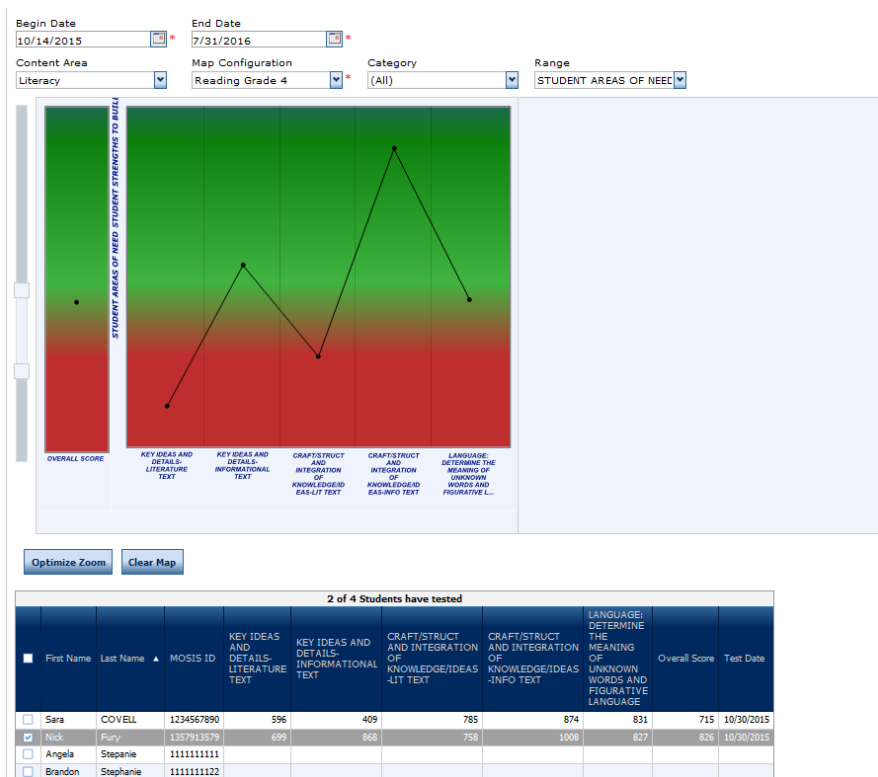 Begin Date End Date
10/14/2015 * 7/31/2016 *
Content Area Map Configuration Category Range
Literacy Reading Grade 4 * (All) STUDENT AREAS OF NEED
STUDENT AREAS OF NEED STUDENT STRENGTHS TO BUIL
OVERALL SCORE
KEY IDEAS AND
DETAILS-
LITERATURE
TEXT
KEY IDEAS AND
DETAILS-
INFORMATIONAL
TEXT
CRAFT/STRUCT
AND
INTEGRATION
OF
KNOWLEDGE/ID
EAS-LIT TEXT
CRAFT/STRUCT
AND
INTEGRATION
OF
KNOWLEDGE/ID
EAS-INFO TEXT
LANGUAGE:
DETERMINE THE
MEANING OF
UNKNOWN
WORDS AND
FIGURATIVE L...
Optimize Zoom Clear Map
2 of 4 Students have tested
First Name Last Name ▲ MOSIS ID
KEY IDEAS
AND
DETAILS-
LITERATURE
TEXT
KEY IDEAS AND
DETAILS-
INFORMATIONAL
TEXT
CRAFT/STRUCT
AND INTEGRATION
OF
KNOWLEDGE/IDEAS
-LIT TEXT
CRAFT/STRUCT
AND INTEGRATION
OF
KNOWLEDGE/IDEAS
-INFO TEXT
LANGUAGE:
DETERMINE
THE
MEANING
OF
UNKNOWN
WORDS AND
FIGURATIVE
LANGUAGE
Overall Score Test Date
Sara COVELL 1234567890 596 409 785 874 831 715 10/30/2015
Nick Fury 1357913579 699 868 758 1008 827 826 10/30/2015
Angela Stepanie 1111111111
Brandon Stephanie 1111111122